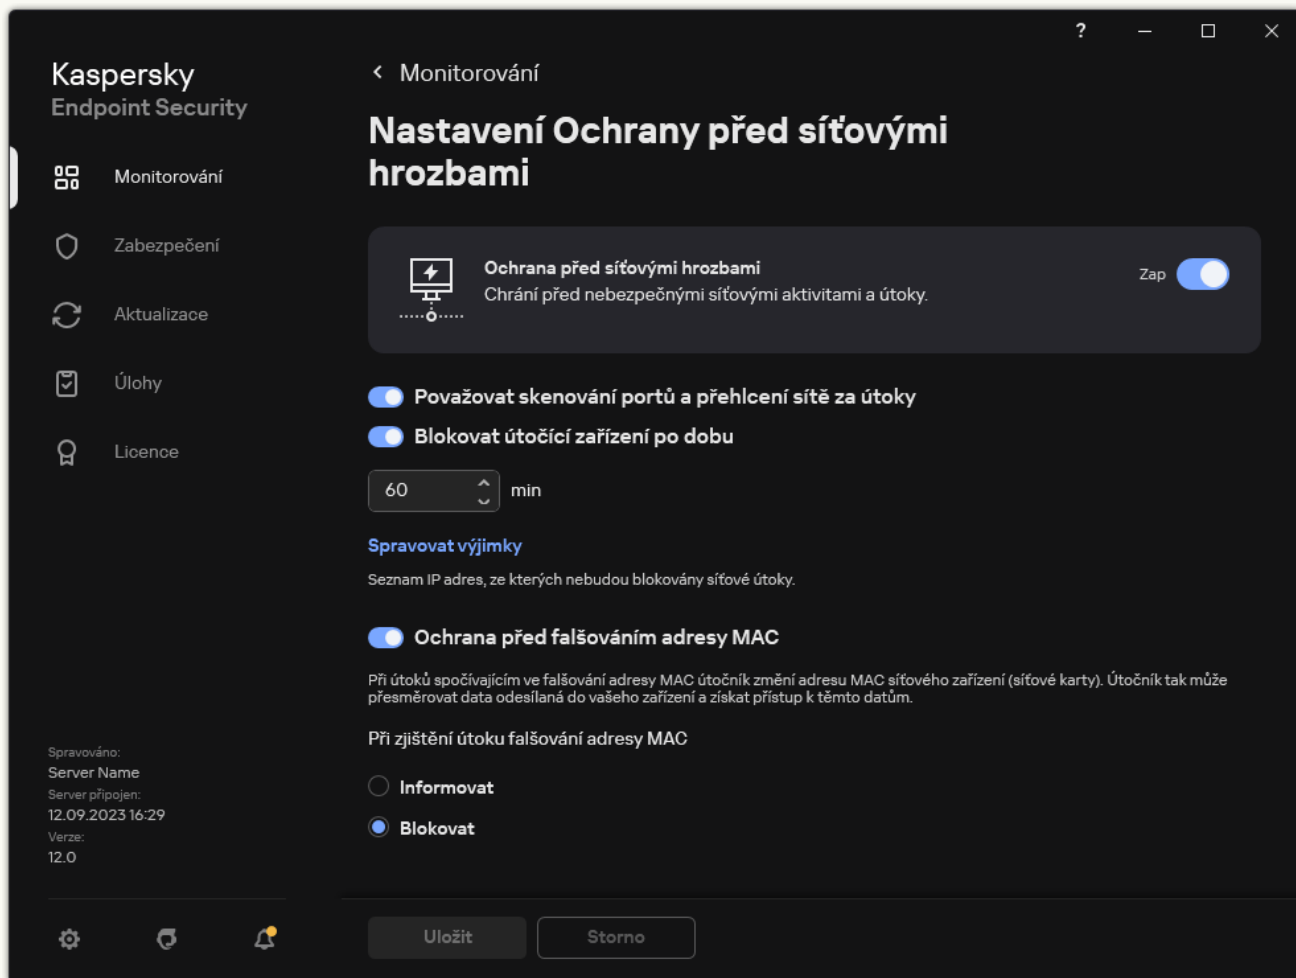 ?
Kaspersky
Endpoint Security
Monitorování
Zabezpečení
Aktualizace
Úlohy
Licence
Spravováno:
Server Name
Server připojen:
12.09.2023 16:29
Verze:
12.0
Monitorování
Nastavení Ochrany před síťovými
hrozbami
Ochrana před síťovými hrozbami
Chrání před nebezpečnými síťovými aktivitami a útoky.
Zap
Považovat skenování portů a přehlcení sítě za útoky
Blokovat útočící zařízení po dobu
60 min
Spravovat výjimky
Seznam IP adres, ze kterých nebudou blokovány síťové útoky.
Ochrana před falšováním adresy MAC
Při útoků spočívajícím ve falšování adresy MAC útočník změní adresu MAC síťového zařízení (síťové karty). Útočník tak může
přesměrovat data odesílaná do vašeho zařízení a získat přístup k těmto datům.
Při zjištění útoku falšování adresy MAC
Informovat
Blokovat
Uložit
Storno